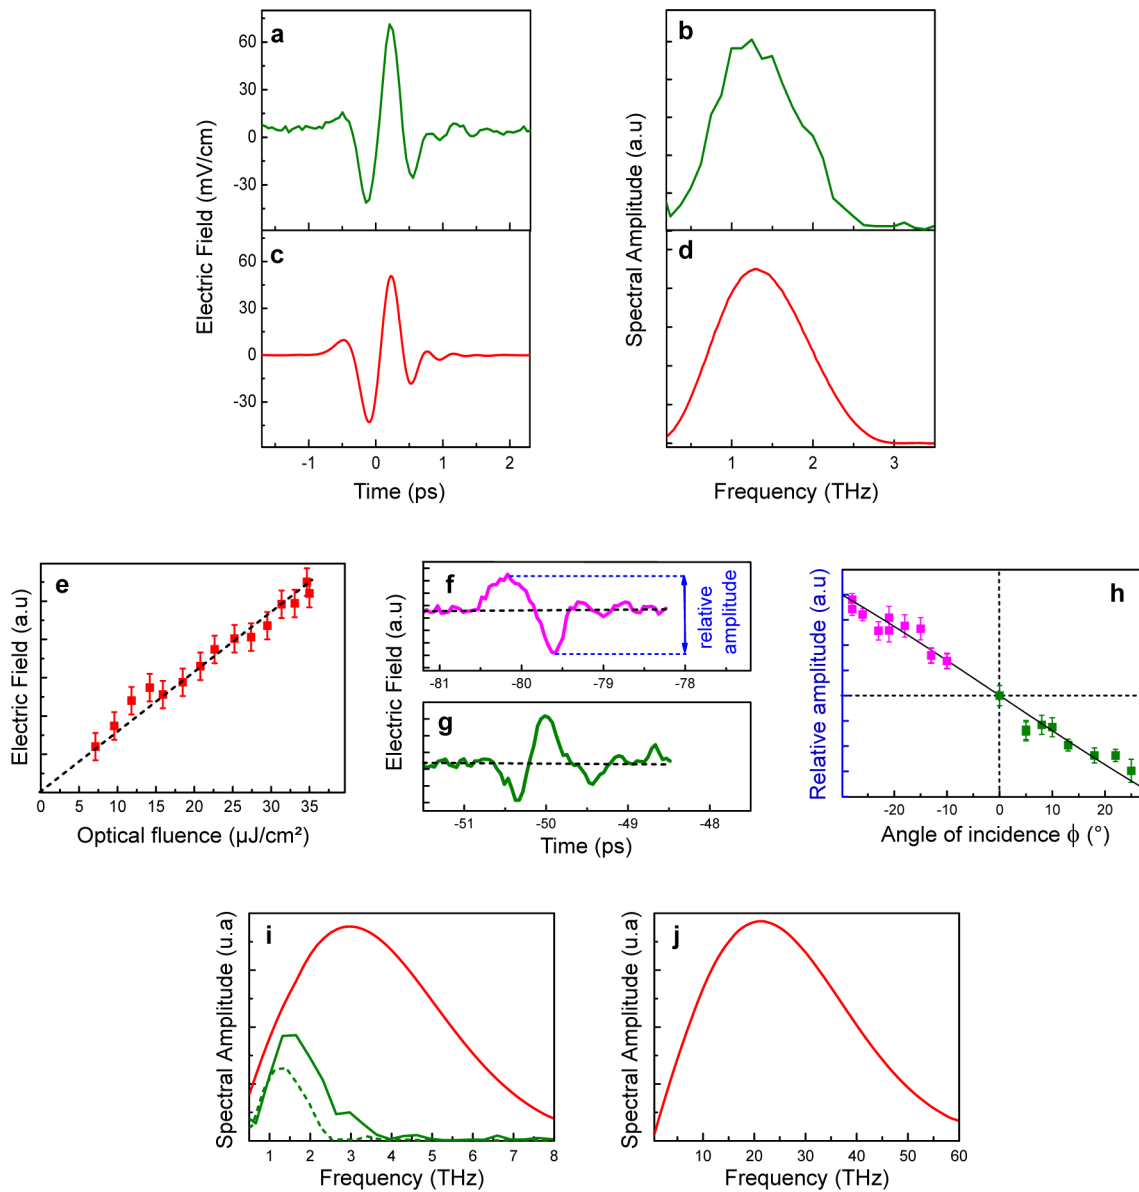 a
60
30
0
-30
Electric Field (mV/cm)
b
Spectral Amplitude (a.u)
c
60
30
0
-30
-1 0 1 2
Time (ps)
d
1 2 3
Frequency (THz)
e
Electric Field (a.u)
0 5 10 15 20 25 30 35
Optical fluence (µJ/cm²)
f
relative
amplitude
-81 -80 -79 -78
Electric Field (a.u)
g
-51 -50 -49 -48
Time (ps)
h
Relative amplitude (a.u)
-20 -10 0 10 20
Angle of incidence ϕ (°)
i
Spectral Amplitude (u.a)
1 2 3 4 5 6 7 8
Frequency (THz)
j
Spectral Amplitude (u.a)
10 20 30 40 50 60
Frequency (THz)